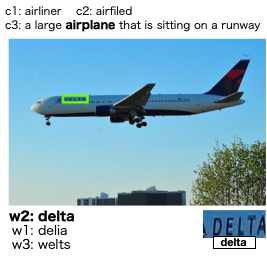 c1: airliner c2: airfiled
c3: a large airplane that is sitting on a runway
DELTA
w2: delta
w1: delia
w3: welts
DELTA
delta